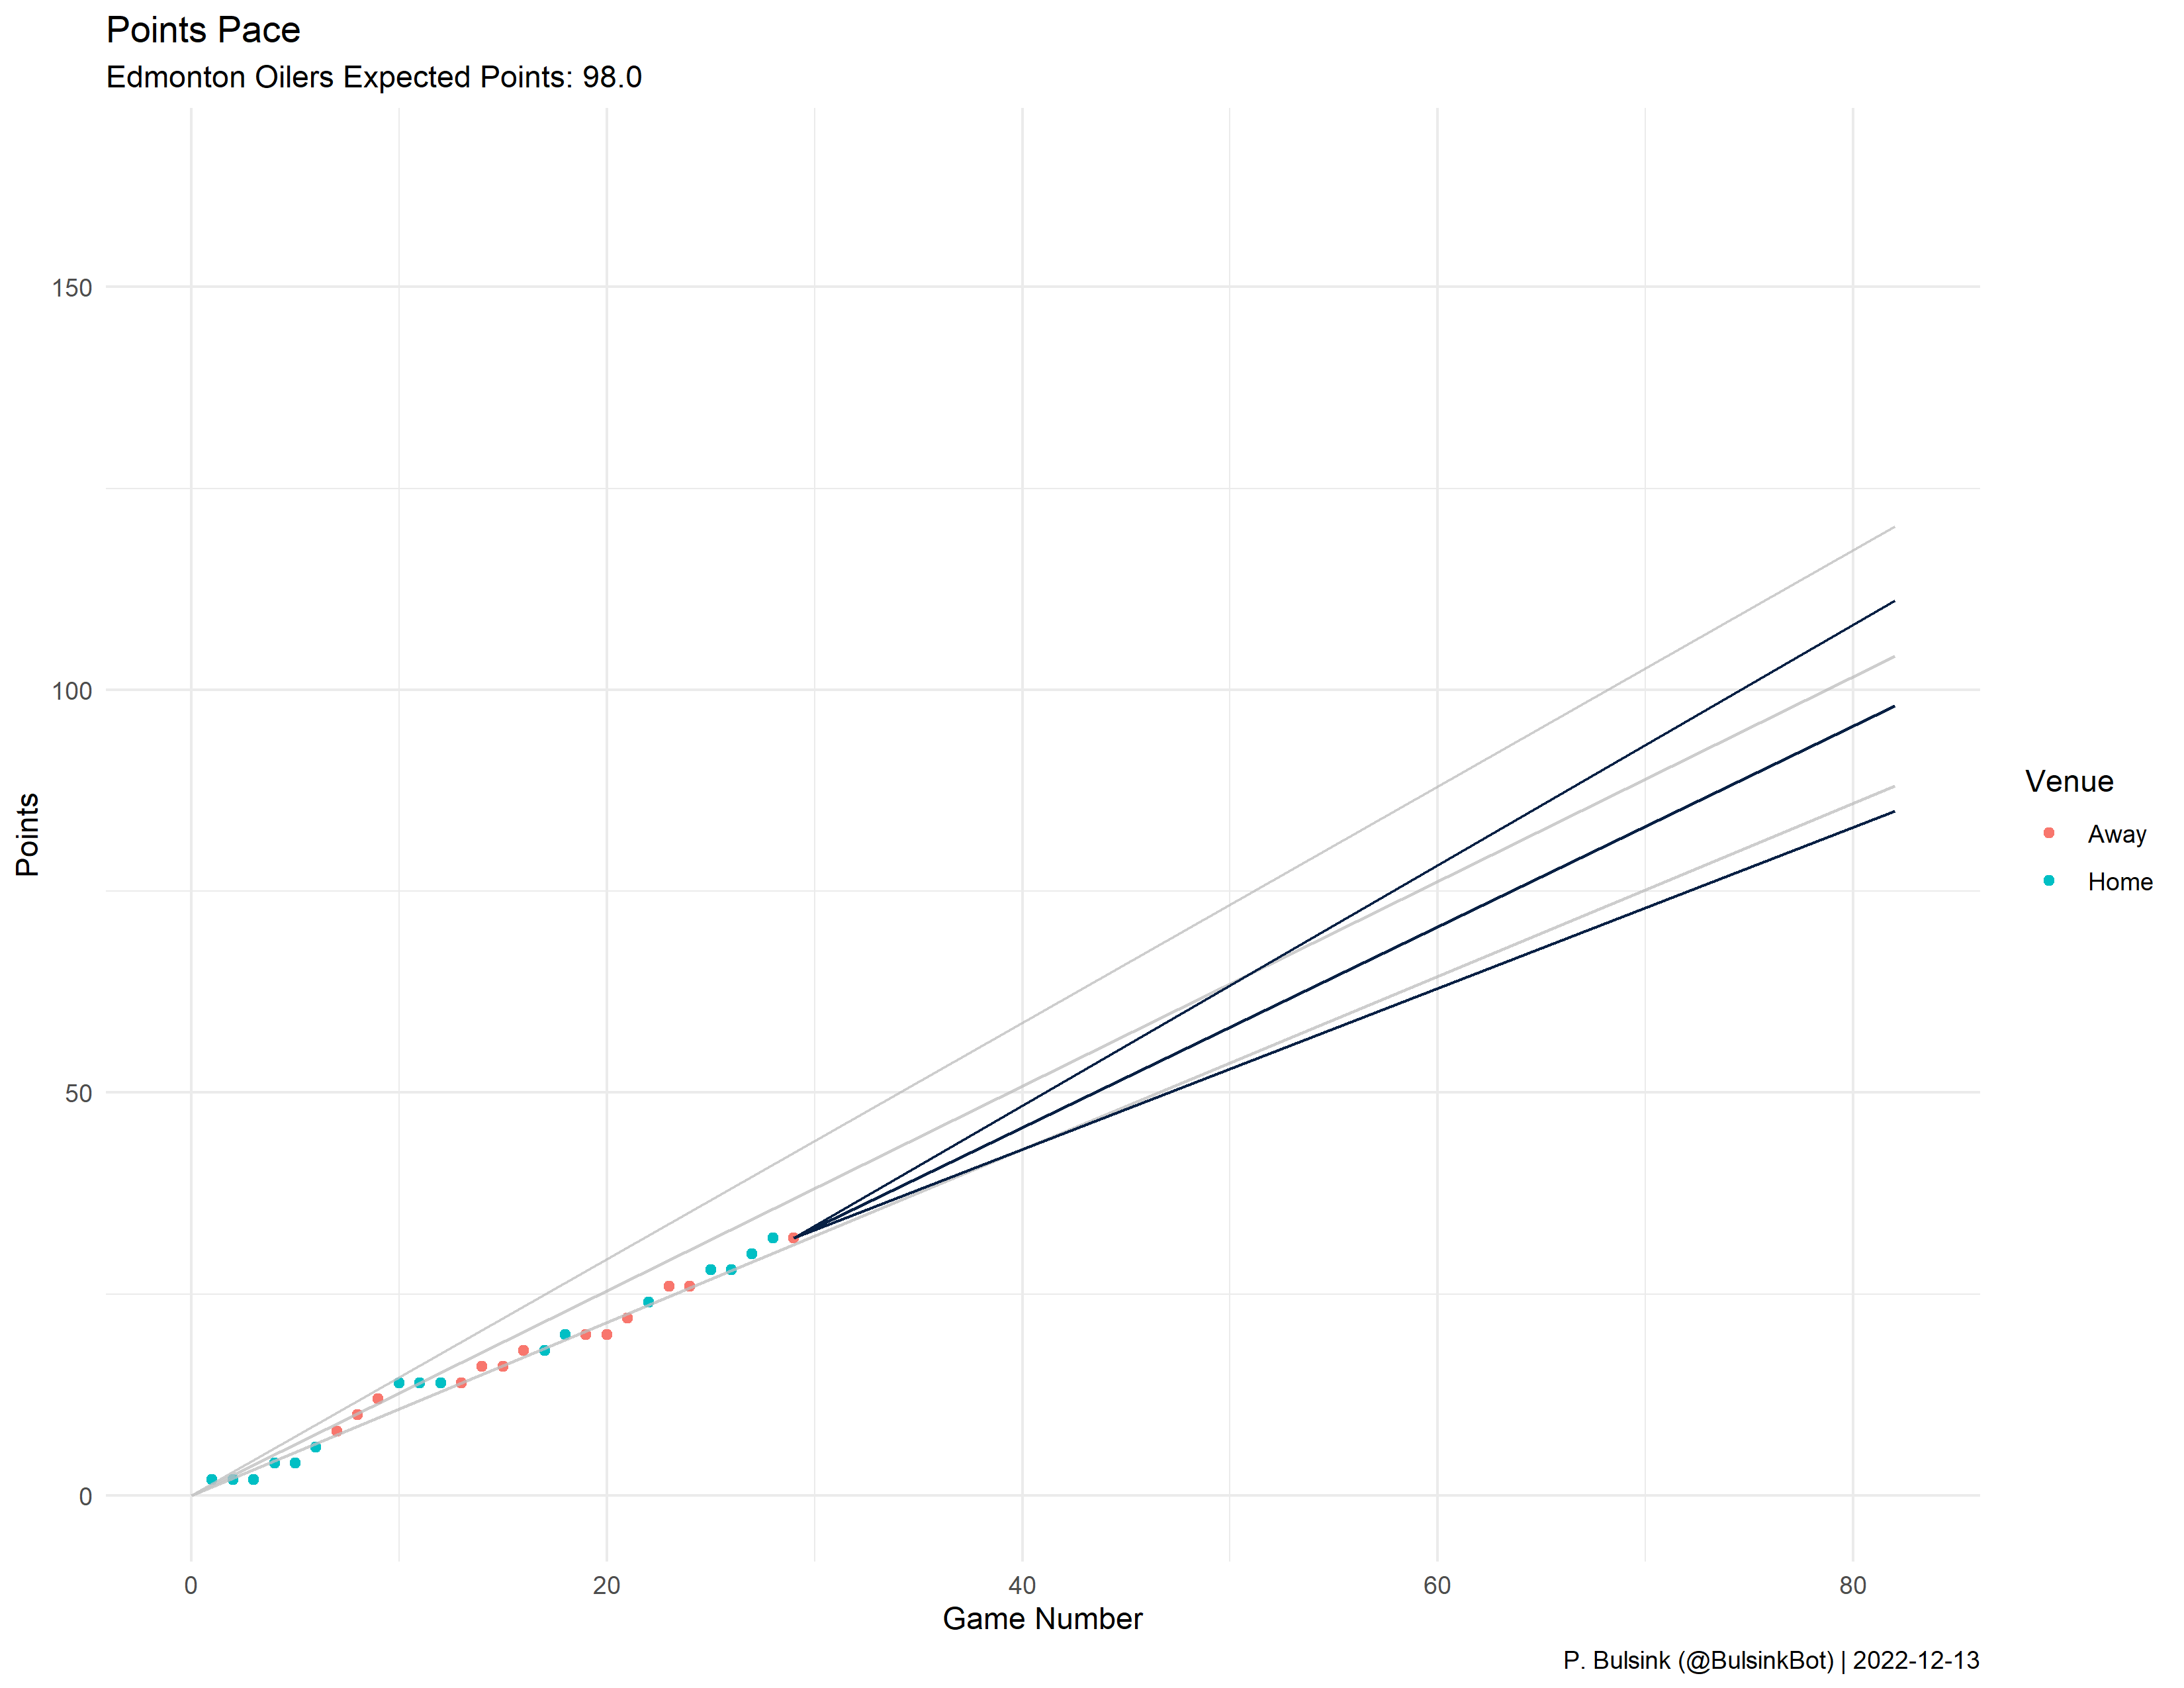 Points Pace
Edmonton Oilers Expected Points: 98.0
150
100
50
0
Points
0 20 40 60 80
Game Number
Venue
Away
Home
P. Bulsink (@BulsinkBot) | 2022-12-13